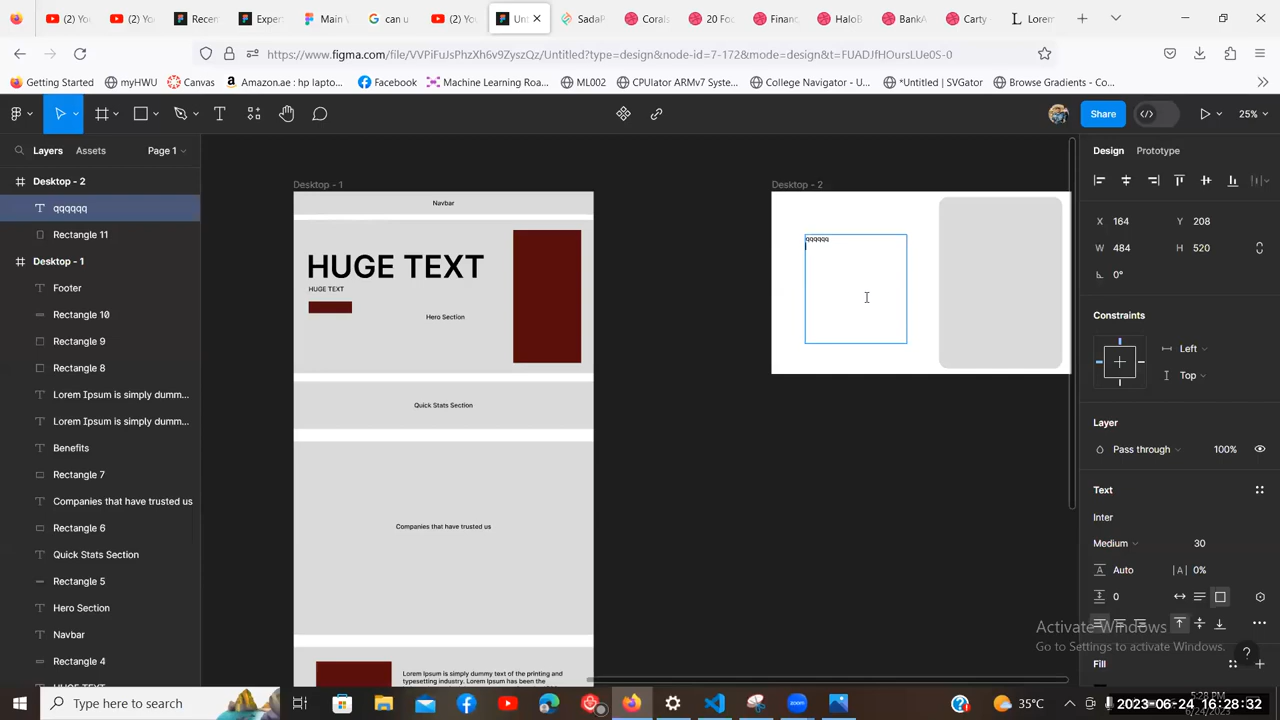 (Yo
(Yo
Recen
Exper
Main v
can u
(Yo
Un
SadaP
Corals
20 Foo
Financ
HaloB
BankA
Carty
Lorem
https://www.figma.com/file/VVPiFuJsPhzXh6v9ZyszQz/Untitled?type=design&node-id=7-172&mode=design&t=FUADJfHOursLUe0S-0
Getting Started
myHWU
Canvas
Amazon.ae : hp lapto...
Facebook
Machine Learning Roa...
ML002
CPUlator ARMv7 System...
College Navigator - U...
*Untitled | SVGator
Browse Gradients - Co...
Share
25%
Layers
Assets
Page 1
Desktop - 2
qqqqqq
Rectangle 11
Desktop - 1
Footer
Rectangle 10
Rectangle 9
Rectangle 8
Lorem Ipsum is simply dumm...
Lorem Ipsum is simply dumm...
Benefits
Rectangle 7
Companies that have trusted us
Rectangle 6
Quick Stats Section
Rectangle 5
Hero Section
Navbar
Rectangle 4
Desktop - 1
Navbar
HUGE TEXT
HUGE TEXT
Hero Section
Quick Stats Section
Companies that have trusted us
Lorem Ipsum is simply dummy text of the printing and
typesetting industry. Lorem Ipsum has been the
Desktop - 2
qqqqqq
Design
Prototype
X 164
Y 208
W 484
H 520
0°
Constraints
Left
Top
Layer
Pass through
100%
Text
Inter
Medium
30
Auto
0%
0
Activate Windows
Go to Settings to activate Windows.
Fill
Type here to search
zoom
2023-06-24 16:28:32